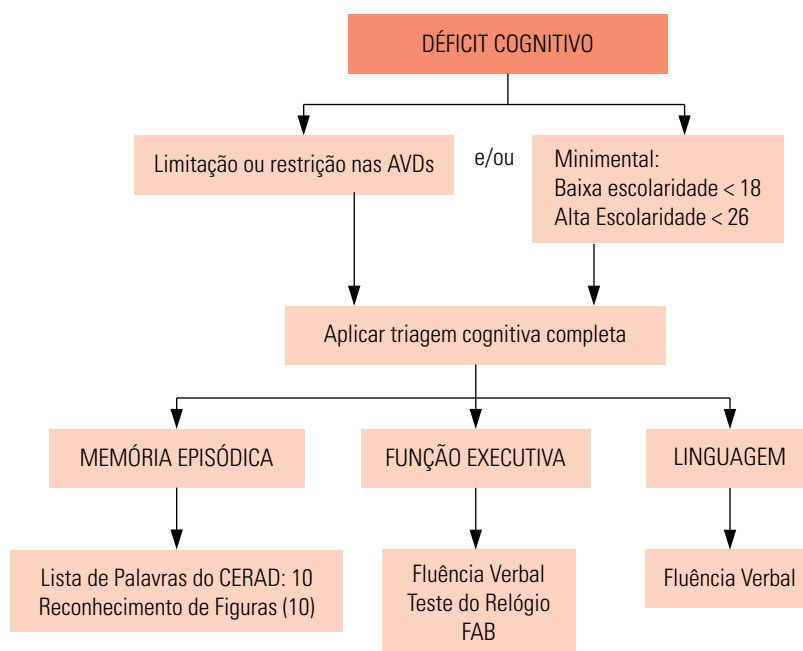 DÉFICIT COGNITIVO
Limitação ou restrição nas AVDs
e/ou
Minimental:
Baixa escolaridade < 18
Alta Escolaridade < 26
Aplicar triagem cognitiva completa
MEMÓRIA EPISÓDICA
FUNÇÃO EXECUTIVA
LINGUAGEM
Lista de Palavras do CERAD: 10
Reconhecimento de Figuras (10)
Fluência Verbal
Teste do Relógio
FAB
Fluência Verbal